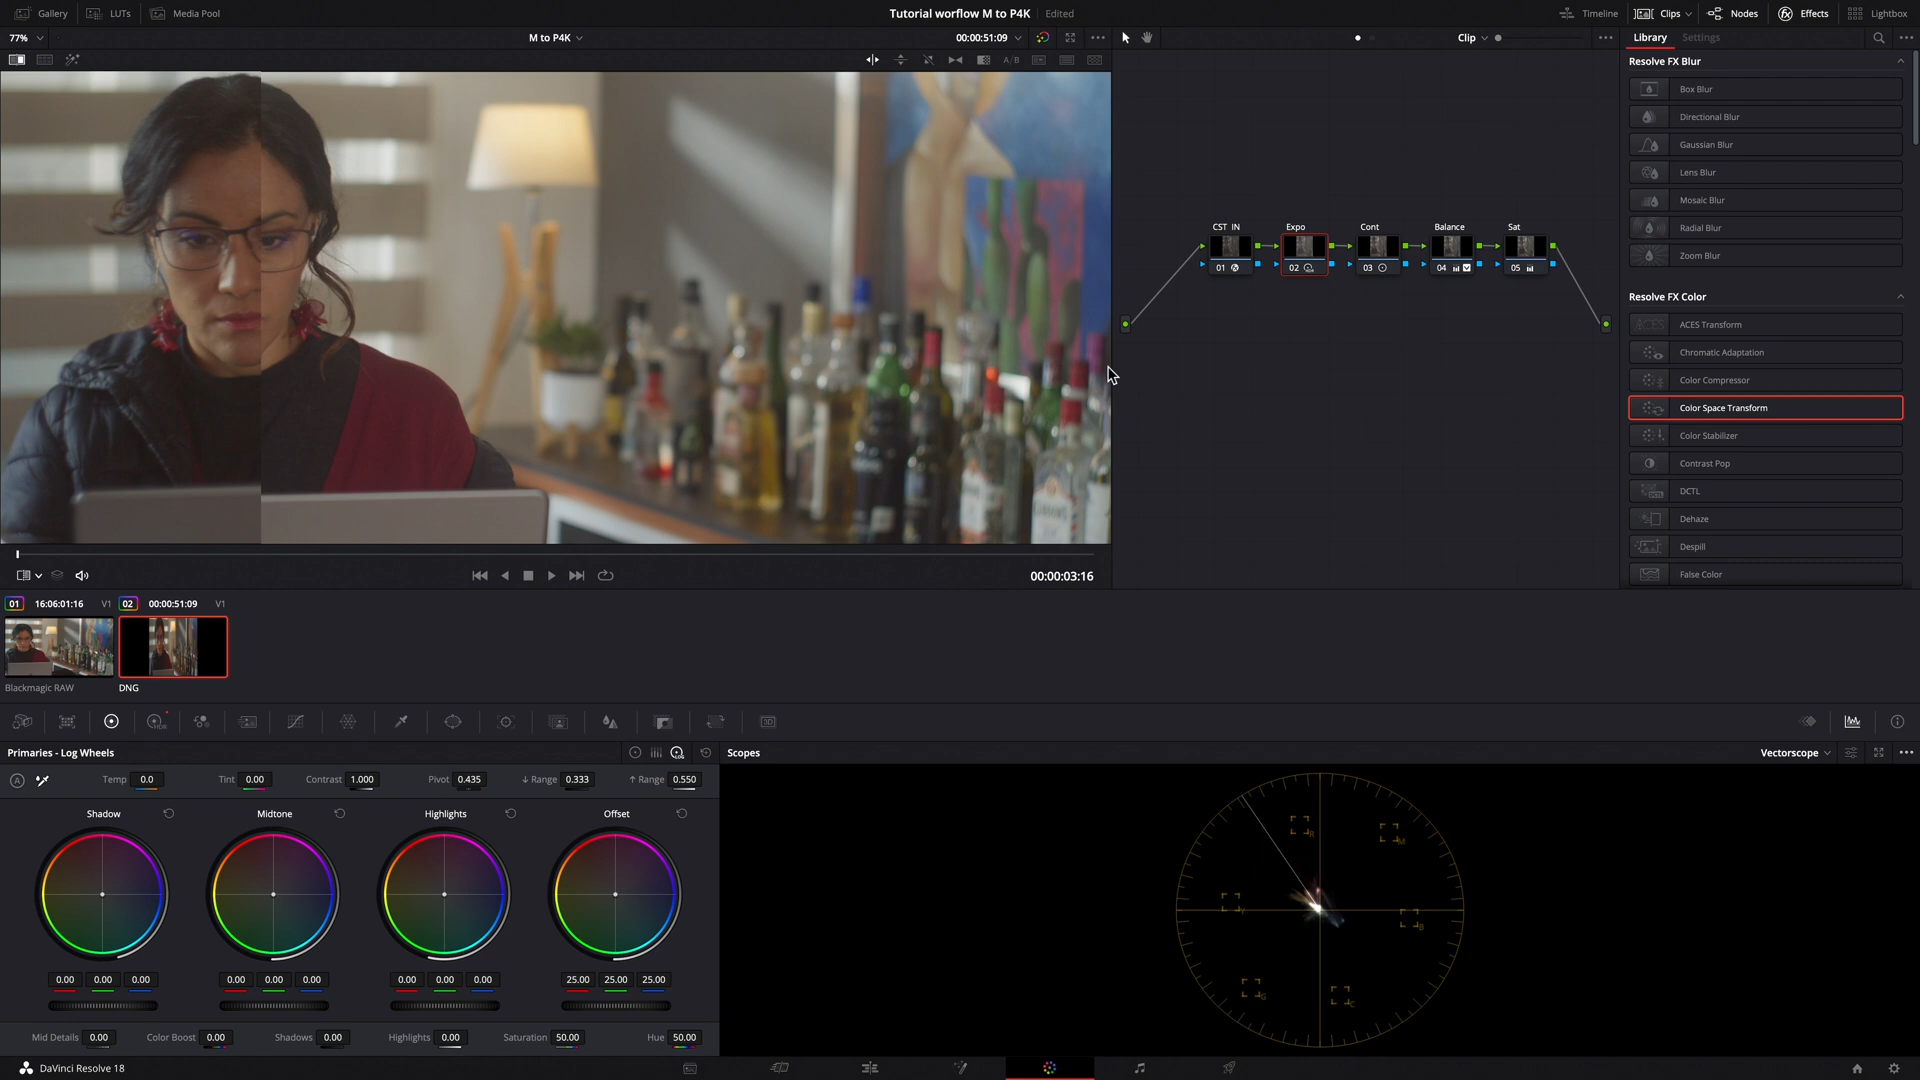 Gallery LUTs Media Pool Tutorial worflow M to P4K Edited Timeline Clips Nodes Effects Lightbox
77% M to P4K 00:00:51:09 Clip Library Settings
A/B
Resolve FX Blur
Box Blur
Directional Blur
Gaussian Blur
Lens Blur
Mosaic Blur
Radial Blur
Zoom Blur
Resolve FX Color
ACES Transform
Chromatic Adaptation
Color Compressor
Color Space Transform
Color Stabilizer
Contrast Pop
DCTL
Dehaze
Despill
False Color
CST IN Expo Cont Balance Sat
01 02 03 04 05
00:00:03:16
01 16:06:01:16 V1 02 00:00:51:09 V1
Blackmagic RAW DNG
HDR 3D
Primaries - Log Wheels Scopes Vectorscope
A Temp 0.0 Tint 0.00 Contrast 1.000 Pivot 0.435 ↓ Range 0.333 ↑ Range 0.550
Shadow Midtone Highlights Offset
0.00 0.00 0.00 0.00 0.00 0.00 0.00 0.00 0.00 25.00 25.00 25.00
Mid Details 0.00 Color Boost 0.00 Shadows 0.00 Highlights 0.00 Saturation 50.00 Hue 50.00
R M
Y B
G C
DaVinci Resolve 18